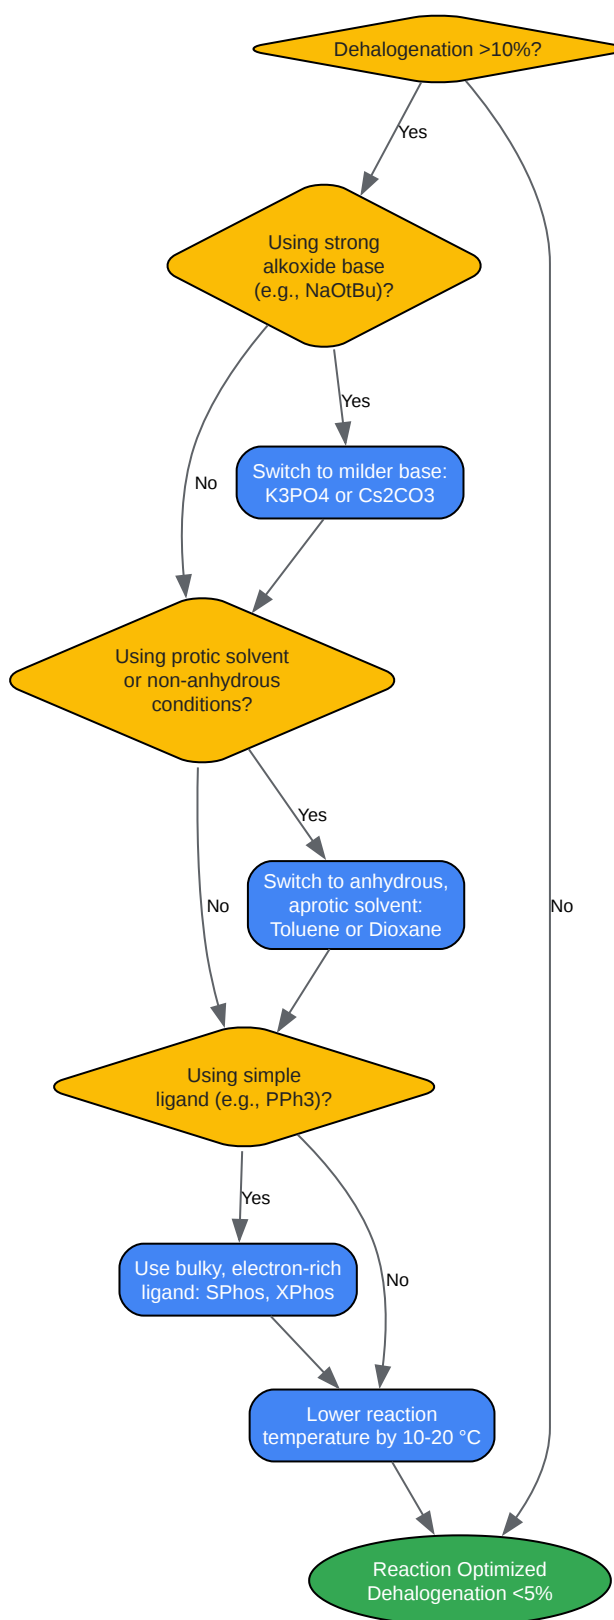 Dehalogenation >10%?
Yes
Using strong
alkoxide base
(e.g., NaOtBu)?
Yes
No
Switch to milder base:
K3PO4 or Cs2CO3
Using protic solvent
or non-anhydrous
conditions?
Yes
No
Switch to anhydrous,
aprotic solvent:
Toluene or Dioxane
No
Using simple
ligand (e.g., PPh3)?
Yes
No
Use bulky, electron-rich
ligand: SPhos, XPhos
Lower reaction
temperature by 10-20 °C
Reaction Optimized
Dehalogenation <5%